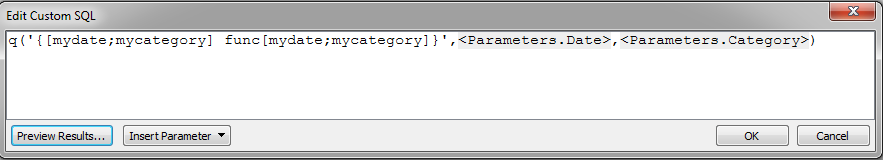 Edit Custom SQL
q('{[mydate;mycategory] func[mydate;mycategory]}',<Parameters.Date>,<Parameters.Category>)
Preview Results... Insert Parameter OK Cancel